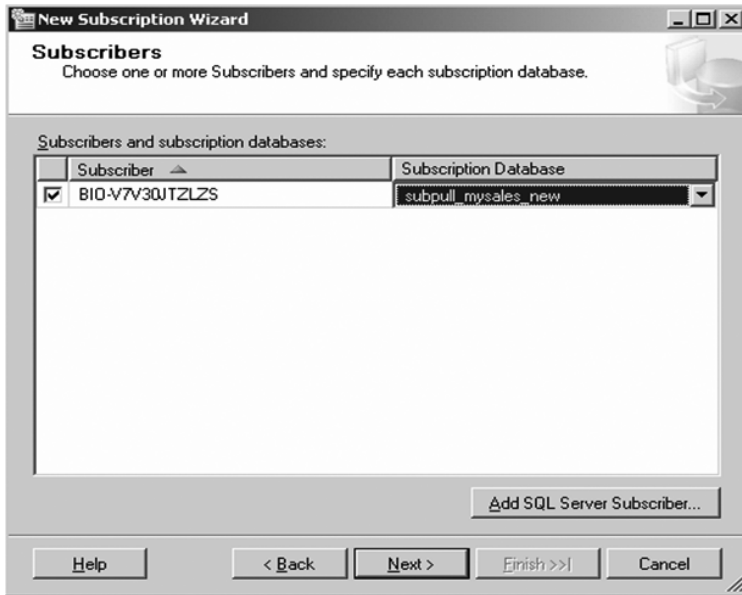 New Subscription Wizard
Subscribers
Choose one or more Subscribers and specify each subscription database.
Subscribers and subscription databases:
Subscriber Subscription Database
BIO-V7V30JTZLZS subpull_mysales_new
Add SQL Server Subscriber...
Help < Back Next > Finish >>| Cancel